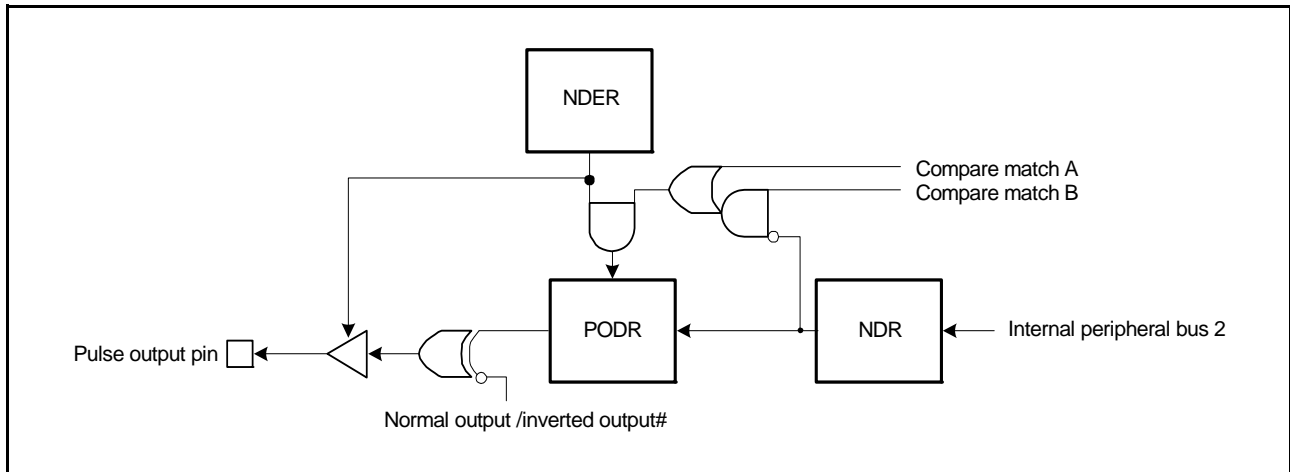 NDER
Compare match A
Compare match B
PODR
NDR
Internal peripheral bus 2
Pulse output pin
Normal output /inverted output#